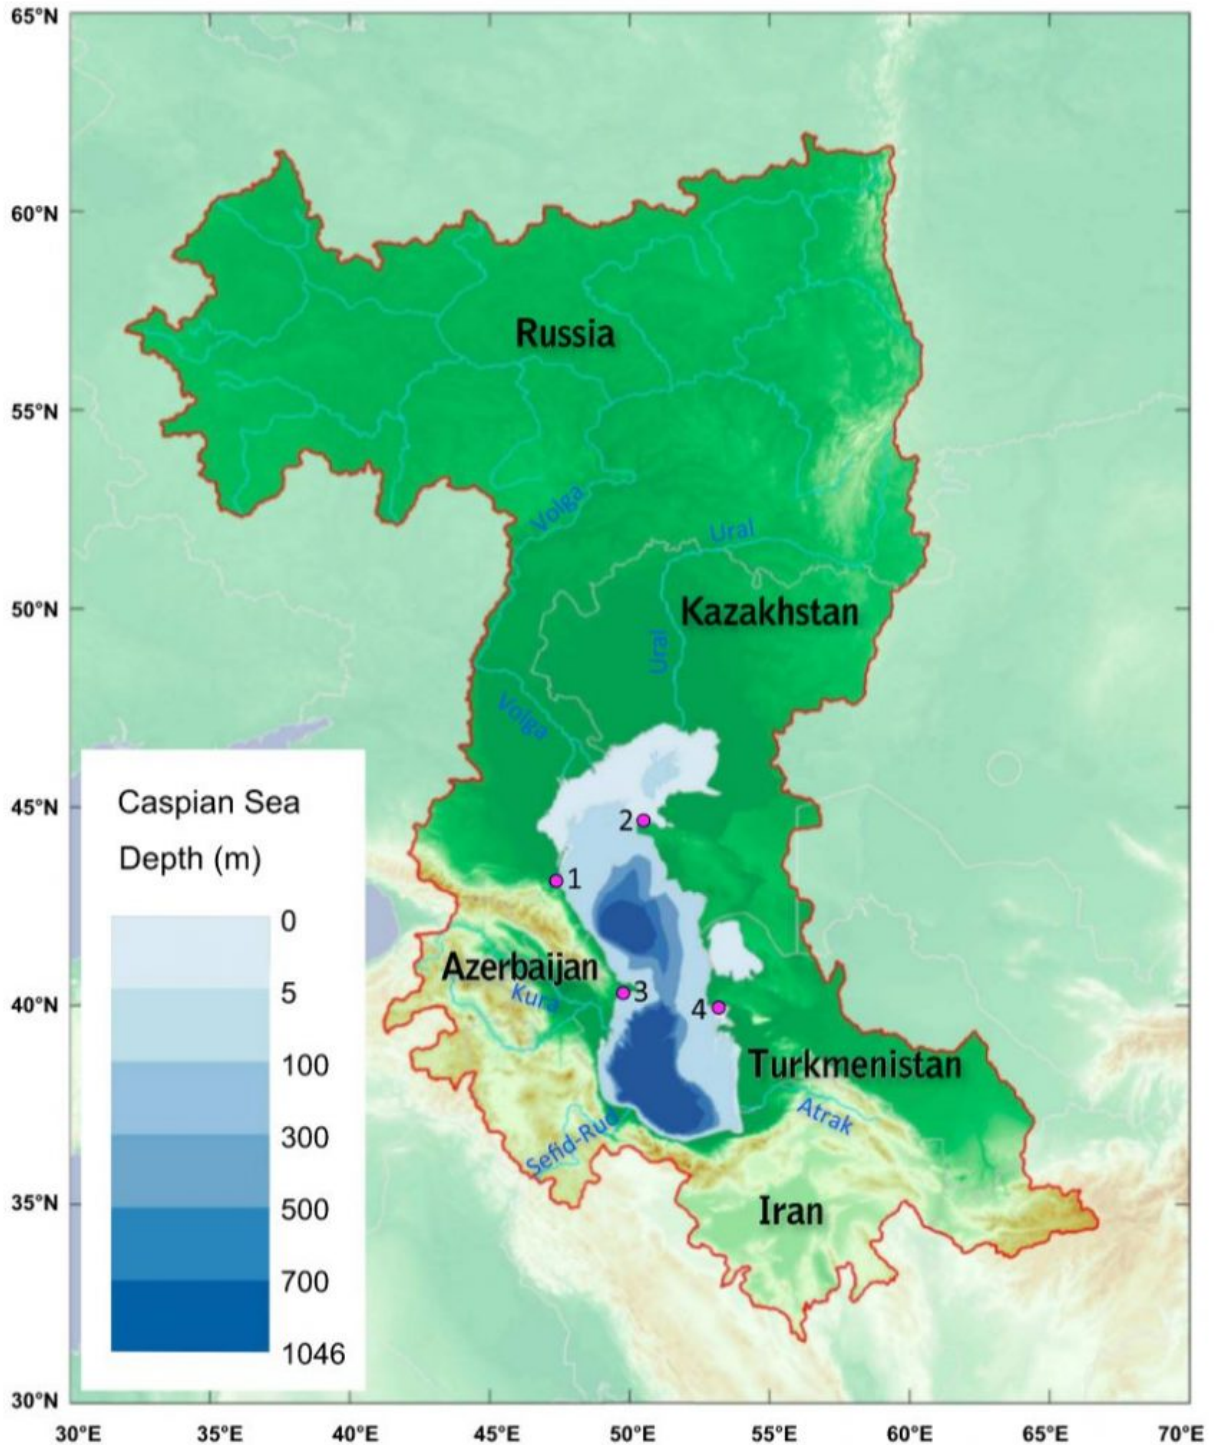 65°N
60°N
Russia
55°N
Volga
Ural
50°N
Kazakhstan
Ural
Volga
Caspian Sea
Depth (m)
45°N
2
1
0
5
100
300
500
700
1046
Azerbaijan
Kura
3
4
40°N
Turkmenistan
Atrak
Sefid-Rud
35°N
Iran
30°N
30°E
35°E
40°E
45°E
50°E
55°E
60°E
65°E
70°E